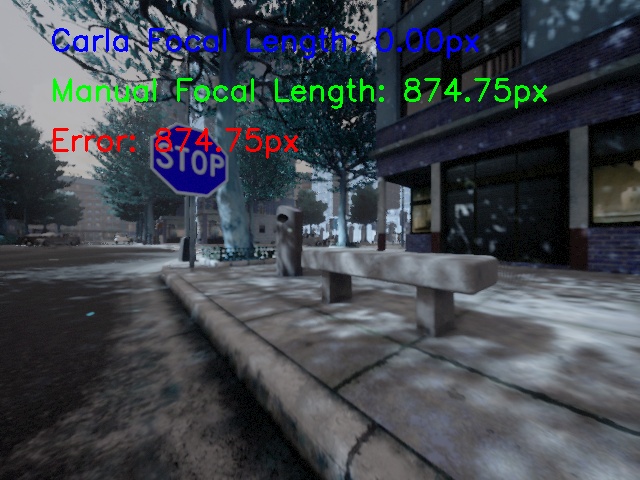 Carla Focal Length: 0.00px
Manual Focal Length: 874.75px
Error: 874.75px
STOP